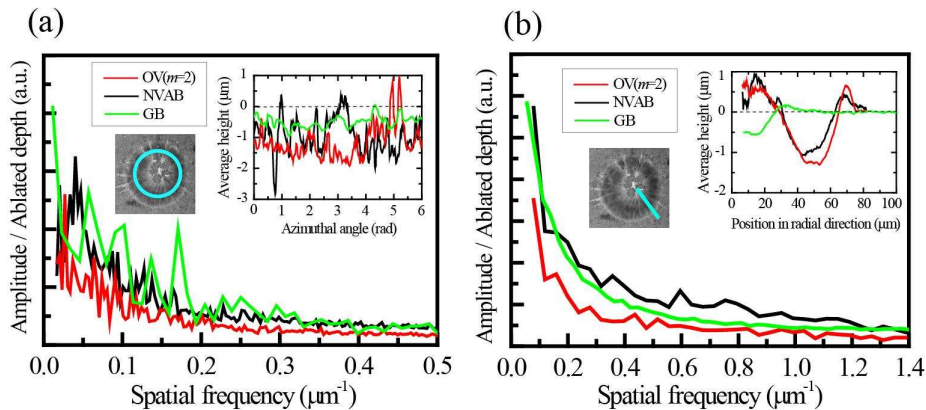 (a)
Amplitude / Ablated depth (a.u.)
OV(m=2)
NVAB
GB
Average height (μm)
1
0
-1
-2
-3
0 1 2 3 4 5 6
Azimuthal angle (rad)
0.0 0.1 0.2 0.3 0.4 0.5
Spatial frequency (μm-1)
(b)
Amplitude / Ablated depth (a.u.)
OV(m=2)
NVAB
GB
Average height (μm)
1
0
-1
-2
0 20 40 60 80 100
Position in radial direction (μm)
0.0 0.2 0.4 0.6 0.8 1.0 1.2 1.4
Spatial frequency (μm-1)